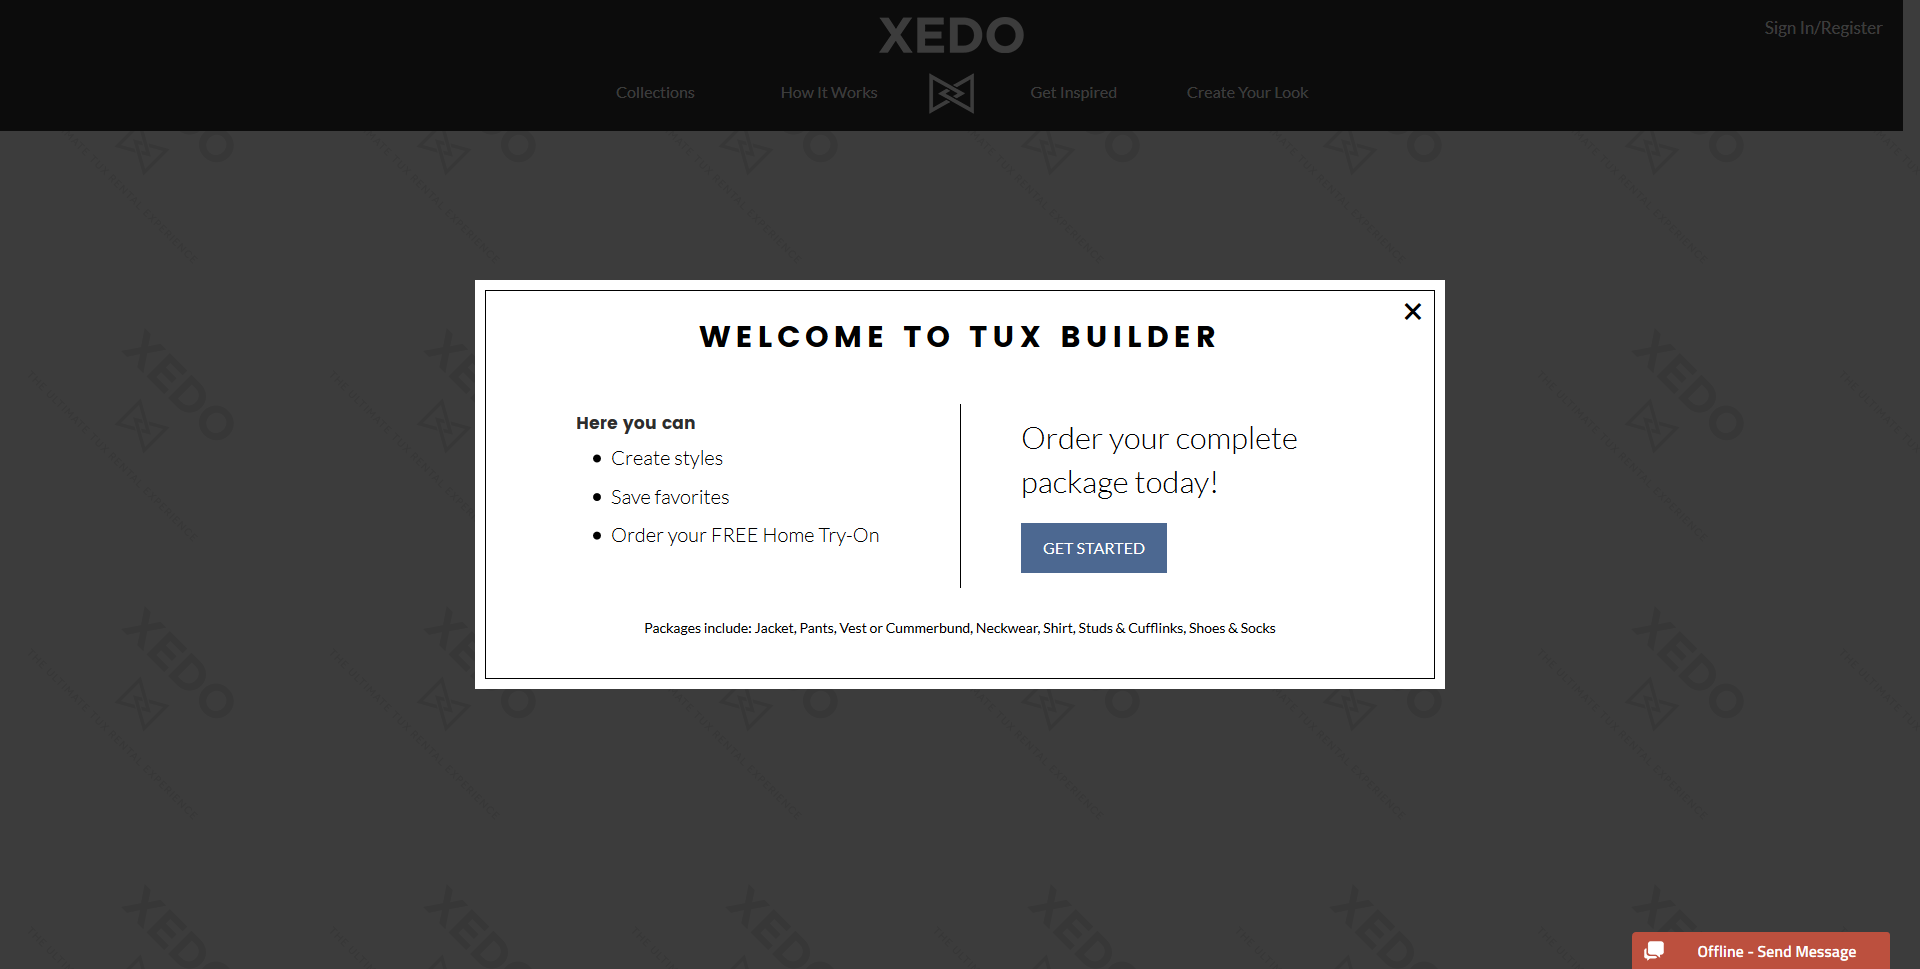 XEDO
Sign In/Register
Collections
How It Works
Get Inspired
Create Your Look
WELCOME TO TUX BUILDER
Here you can
Create styles
Save favorites
Order your FREE Home Try-On
Order your complete
package today!
GET STARTED
Packages include: Jacket, Pants, Vest or Cummerbund, Neckwear, Shirt, Studs & Cufflinks, Shoes & Socks
Offline - Send Message